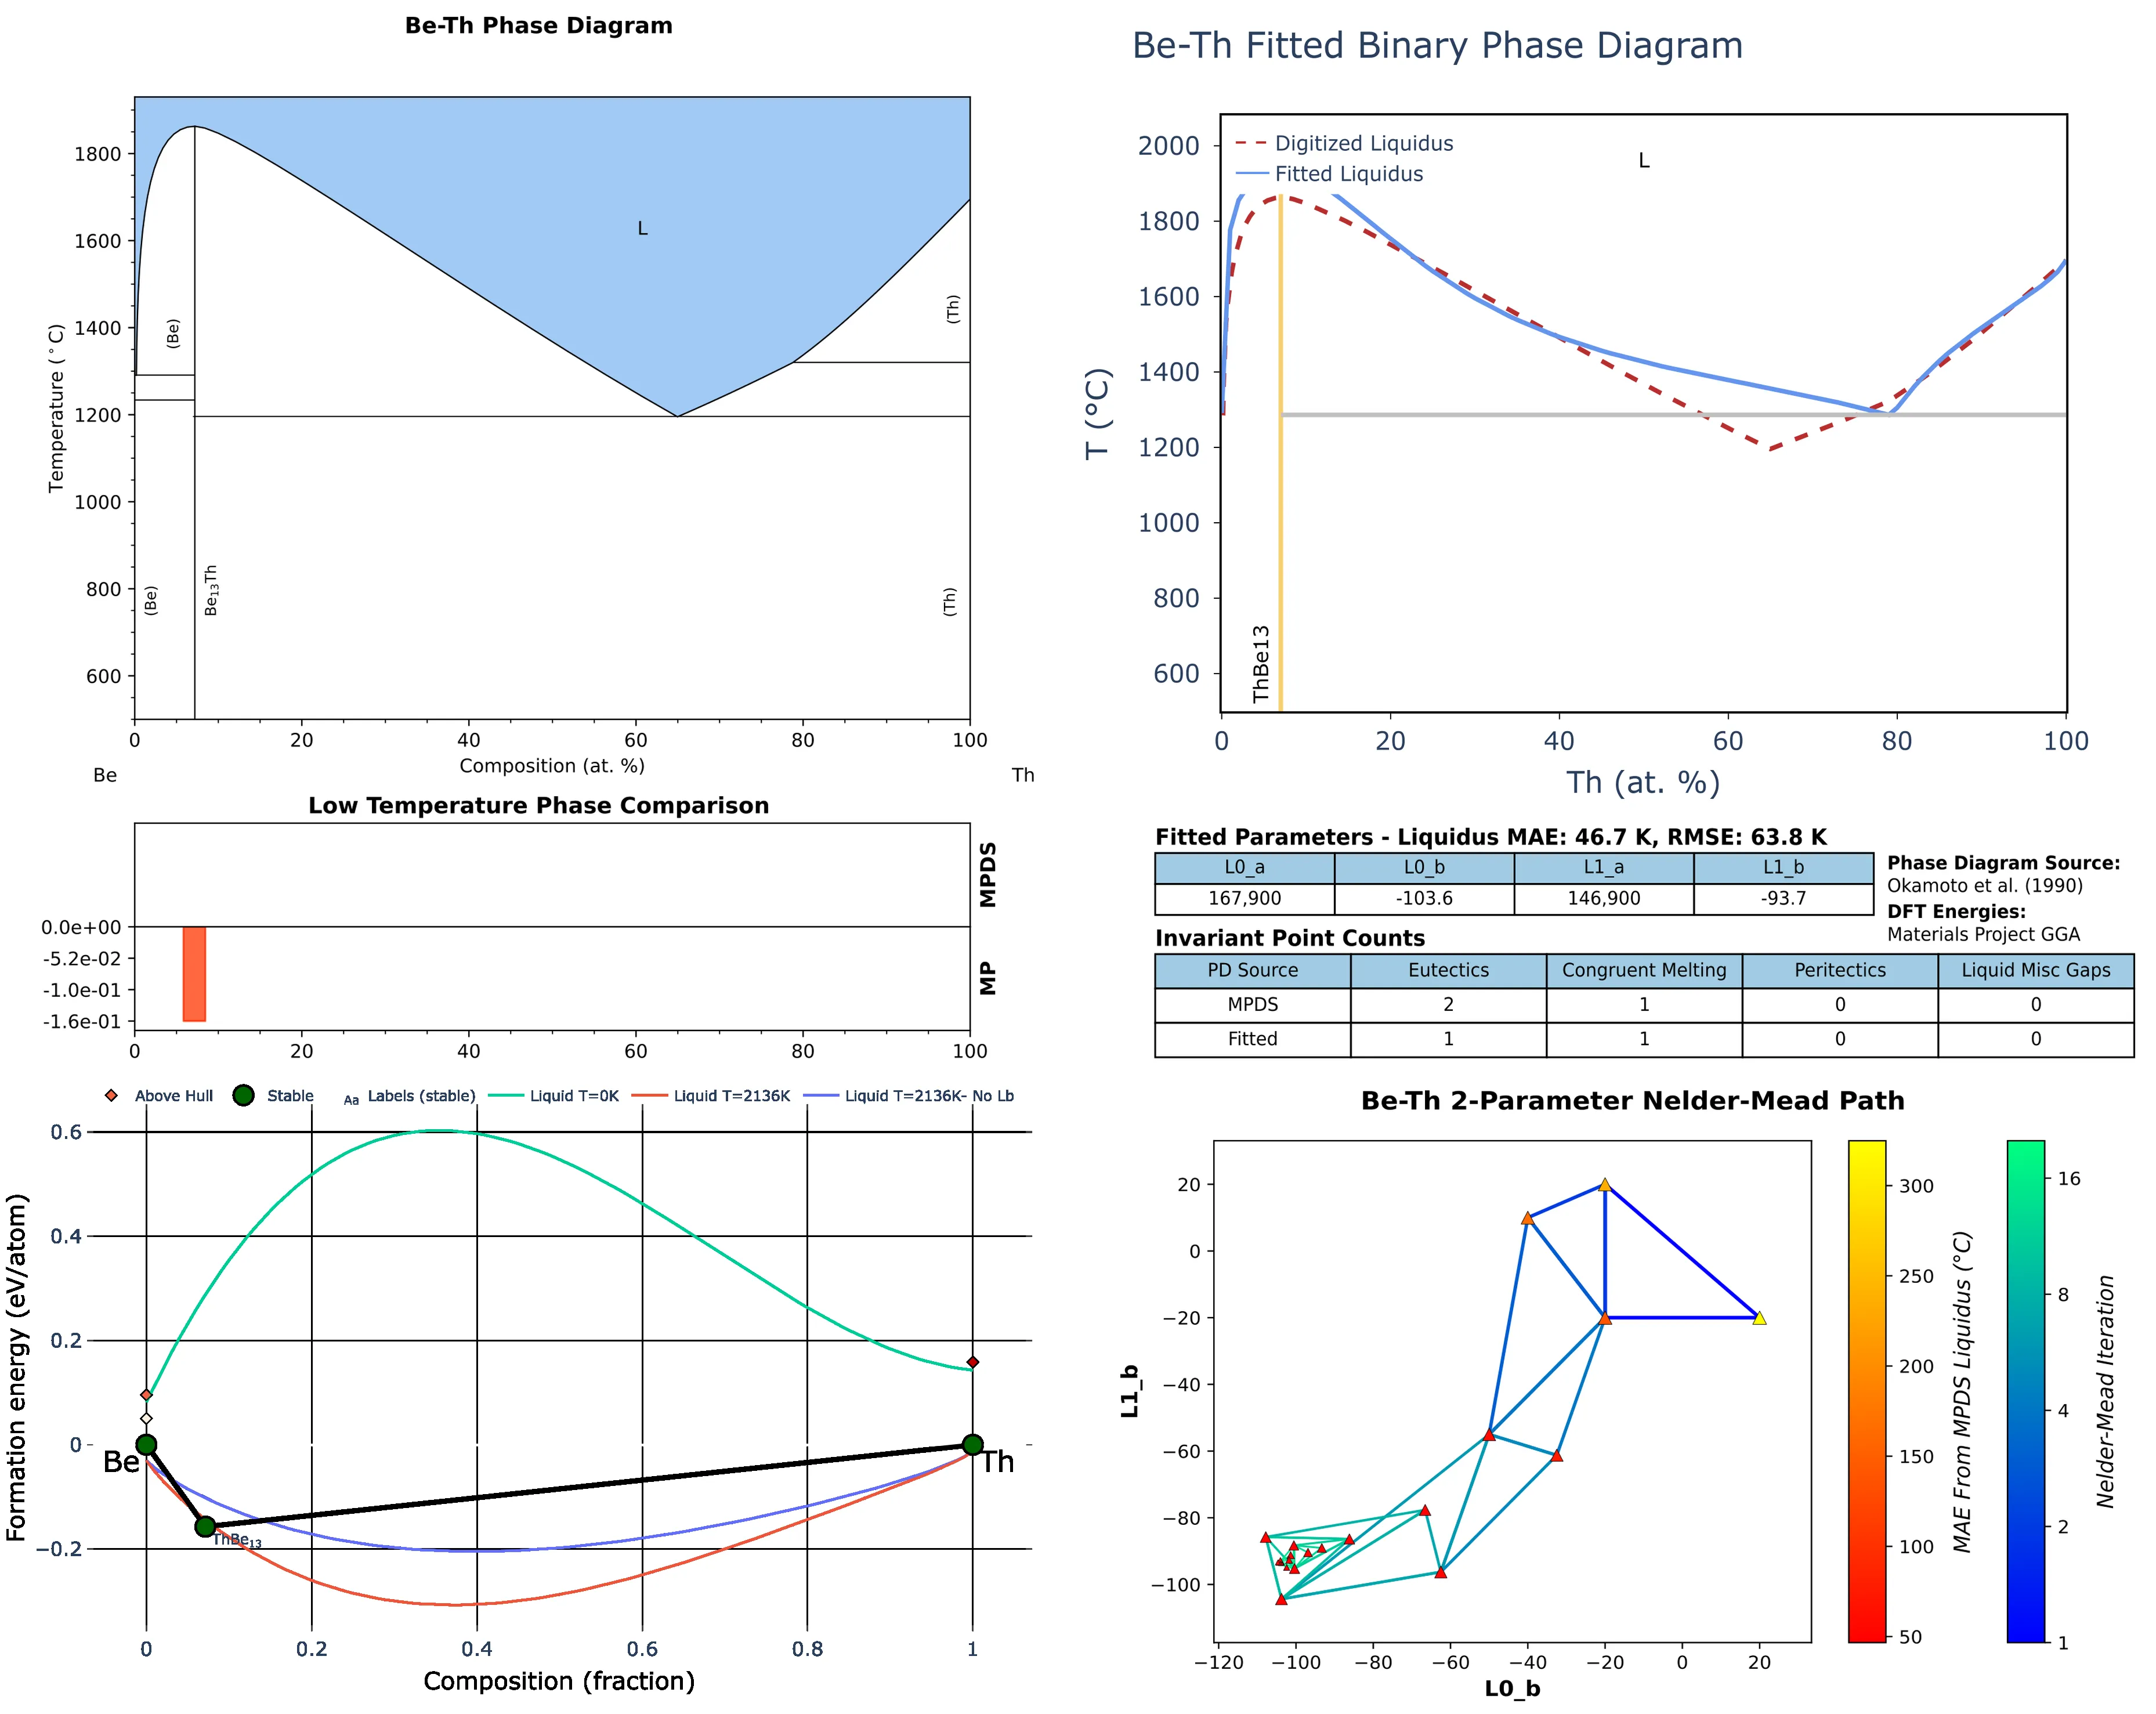 Be-Th Phase Diagram
Temperature (°C)
1800
1600
1400
1200
1000
800
600
L
(Be)
(Th)
(Be)
Be13Th
(Th)
0 20 40 60 80 100
Composition (at. %)
Be Th
Be-Th Fitted Binary Phase Diagram
Digitized Liquidus
Fitted Liquidus
L
T (°C)
2000
1800
1600
1400
1200
1000
800
600
ThBe13
0 20 40 60 80 100
Th (at. %)
Low Temperature Phase Comparison
MPDS
MP
0.0e+00
-5.2e-02
-1.0e-01
-1.6e-01
0 20 40 60 80 100
Fitted Parameters - Liquidus MAE: 46.7 K, RMSE: 63.8 K
L0_a L0_b L1_a L1_b
167,900 -103.6 146,900 -93.7
Phase Diagram Source:
Okamoto et al. (1990)
DFT Energies:
Materials Project GGA
Invariant Point Counts
PD Source Eutectics Congruent Melting Peritectics Liquid Misc Gaps
MPDS 2 1 0 0
Fitted 1 1 0 0
Above Hull Stable Aa Labels (stable) Liquid T=0K Liquid T=2136K Liquid T=2136K- No Lb
Formation energy (eV/atom)
0.6
0.4
0.2
0
−0.2
Be
Th
ThBe13
0 0.2 0.4 0.6 0.8 1
Composition (fraction)
Be-Th 2-Parameter Nelder-Mead Path
L1_b
20
0
−20
−40
−60
−80
−100
−120 −100 −80 −60 −40 −20 0 20
L0_b
300
250
200
150
100
50
MAE From MPDS Liquidus (°C)
16
8
4
2
1
Nelder-Mead Iteration